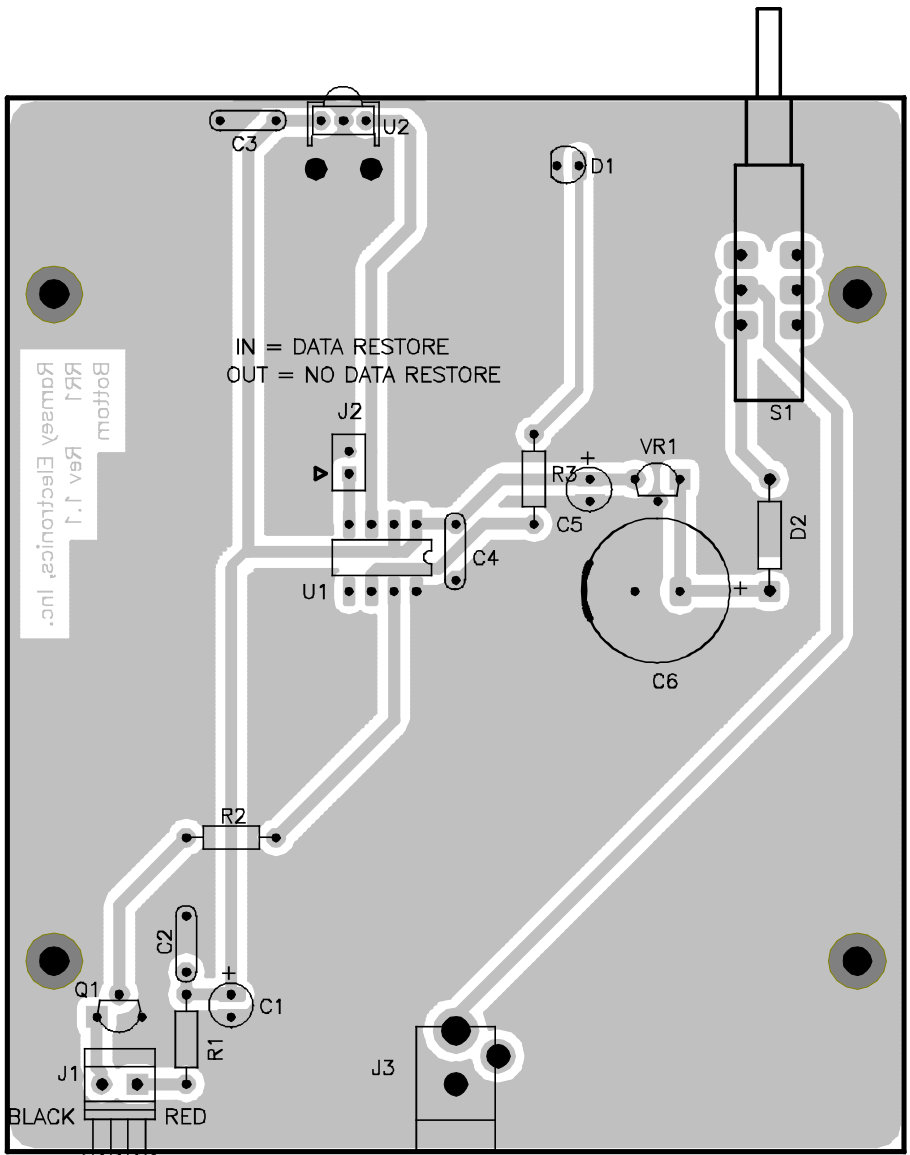 C3
U2
D1
IN = DATA RESTORE
OUT = NO DATA RESTORE
Bottom
RR1 Rev 1.1
Ramsey Electronics, Inc.
S1
J2
VR1
+
R3
C5
D2
C4
U1
+
C6
R2
C2
+
Q1
C1
R1
J1
J3
BLACK
RED